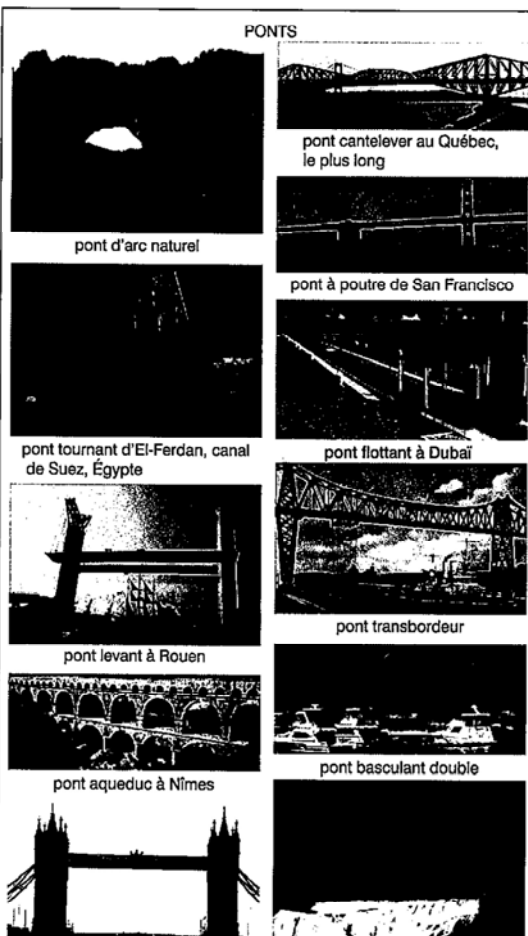 PONTS
pont d'arc naturel
pont cantelever au Québec,
le plus long
pont à poutre de San Francisco
pont tournant d'El-Ferdan, canal
de Suez, Égypte
pont flottant à Dubaï
pont levant à Rouen
pont transbordeur
pont aqueduc à Nîmes
pont basculant double